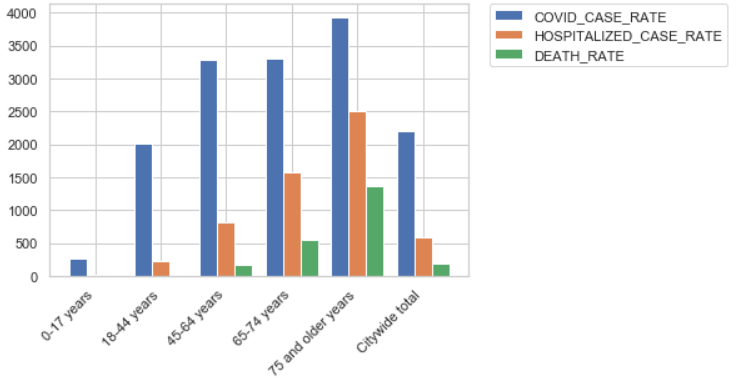 4000
3500
3000
2500
2000
1500
1000
500
0
0-17 years
18-44 years
45-64 years
65-74 years
75 and older years
Citywide total
COVID_CASE_RATE
HOSPITALIZED_CASE_RATE
DEATH_RATE